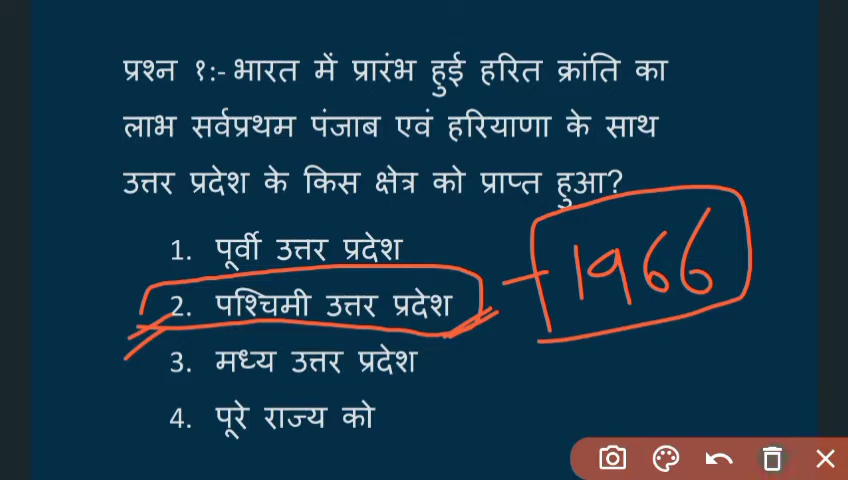 प्रश्न १:- भारत में प्रारंभ हुई हरित क्रांति का
लाभ सर्वप्रथम पंजाब एवं हरियाणा के साथ
उत्तर प्रदेश के किस क्षेत्र को प्राप्त हुआ?
1. पूर्वी उत्तर प्रदेश
2. पश्चिमी उत्तर प्रदेश - 1966
3. मध्य उत्तर प्रदेश
4. पूरे राज्य को